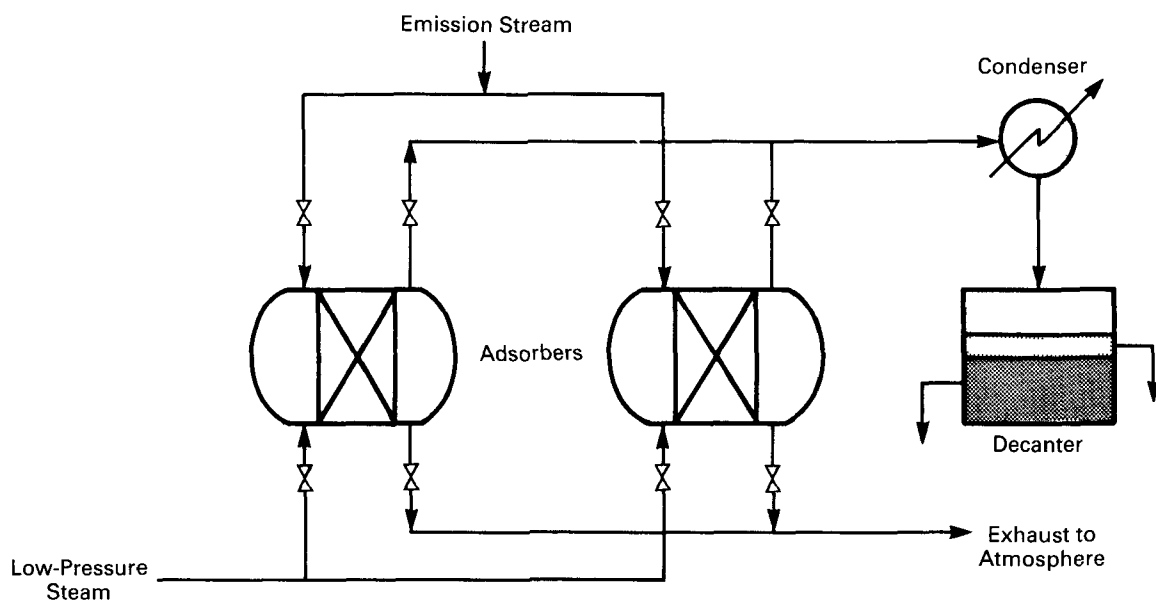 Emission Stream
Condenser
Adsorbers
Decanter
Exhaust to
Atmosphere
Low-Pressure
Steam